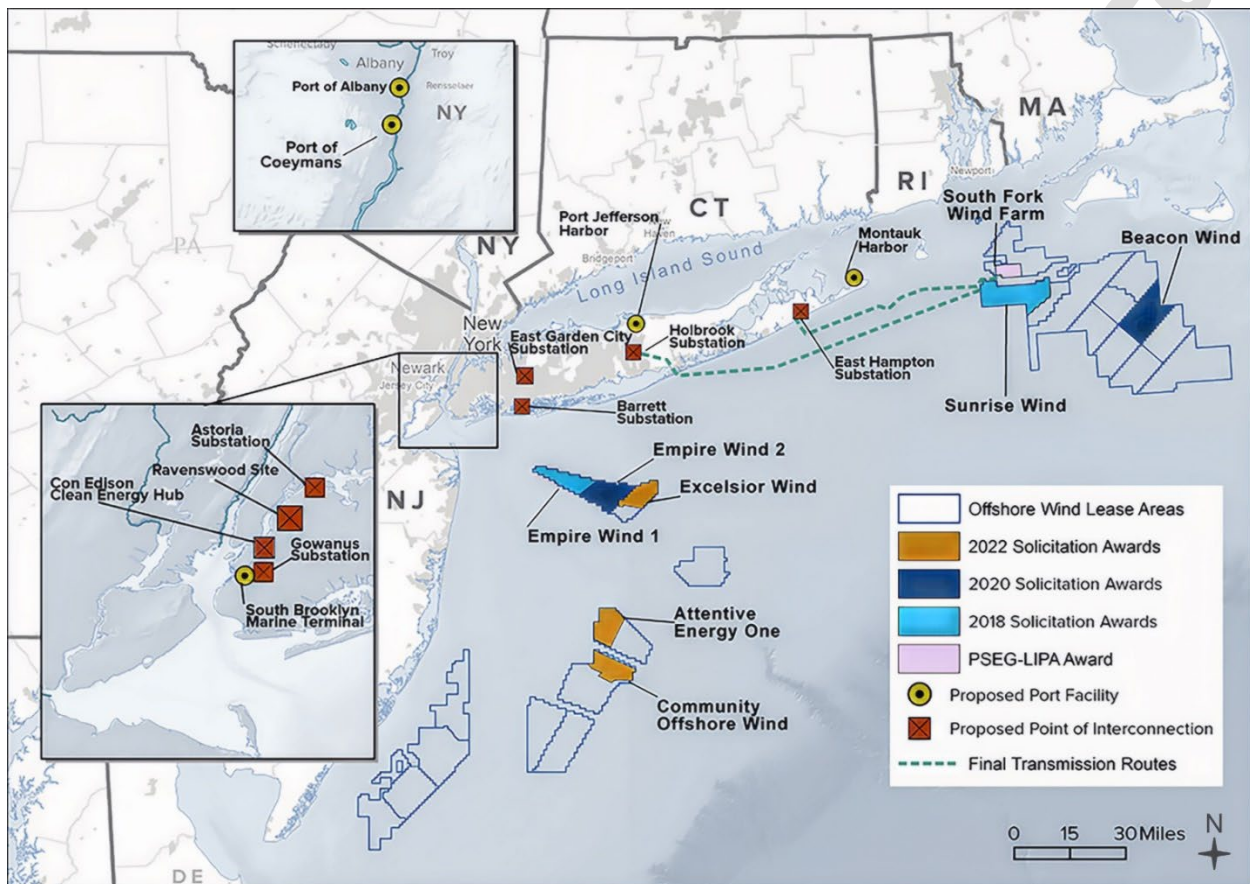 Schenectady
Troy
Albany
Port of Albany
Rensselaer
NY
Port of
Coeymans
MA
RI
Newport
South Fork
Wind Farm
Beacon Wind
CT
Port Jefferson
Harbor
New
Haven
Montauk
Harbor
PA
NY
Bridgeport
Long Island Sound
New
York
East Garden City
Substation
Holbrook
Substation
Newark
Jersey City
East Hampton
Substation
Sunrise Wind
Barrett
Substation
Astoria
Substation
Ravenswood Site
Con Edison
Clean Energy Hub
Gowanus
Substation
South Brooklyn
Marine Terminal
NJ
Empire Wind 2
Excelsior Wind
Empire Wind 1
Attentive
Energy One
Community
Offshore Wind
DE
Offshore Wind Lease Areas
2022 Solicitation Awards
2020 Solicitation Awards
2018 Solicitation Awards
PSEG-LIPA Award
Proposed Port Facility
Proposed Point of Interconnection
Final Transmission Routes
0 15 30 Miles
N